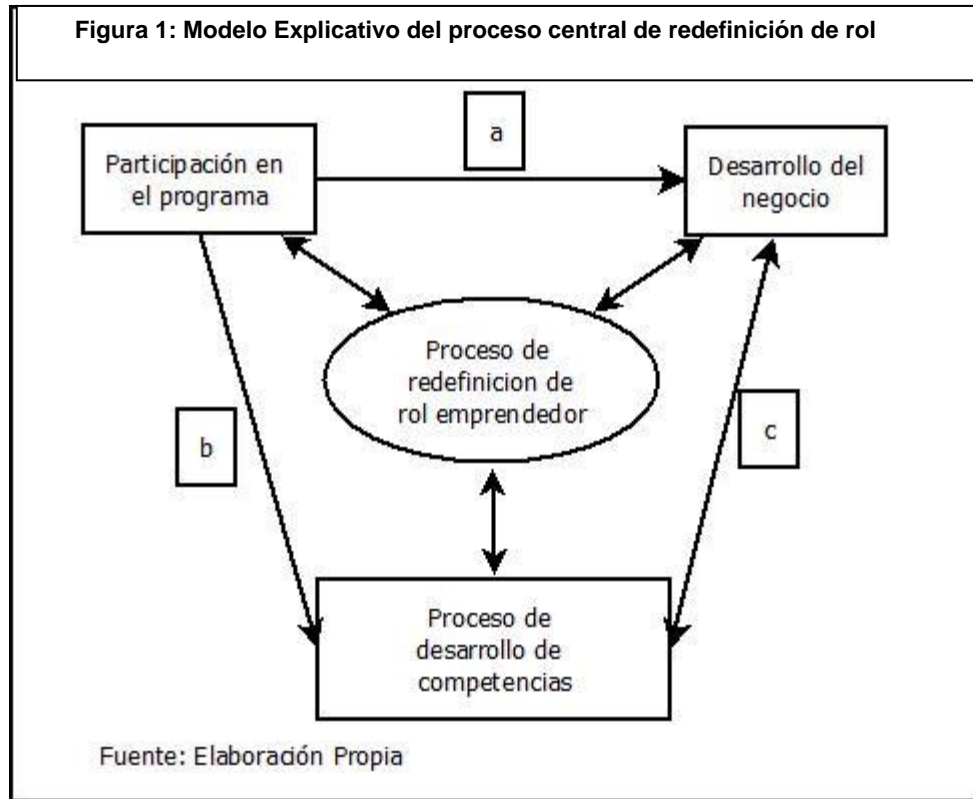 Figura 1: Modelo Explicativo del proceso central de redefinición de rol
a
Participación en
el programa
Desarrollo del
negocio
Proceso de
redefinicion de
rol emprendedor
b
c
Proceso de
desarrollo de
competencias
Fuente: Elaboración Propia